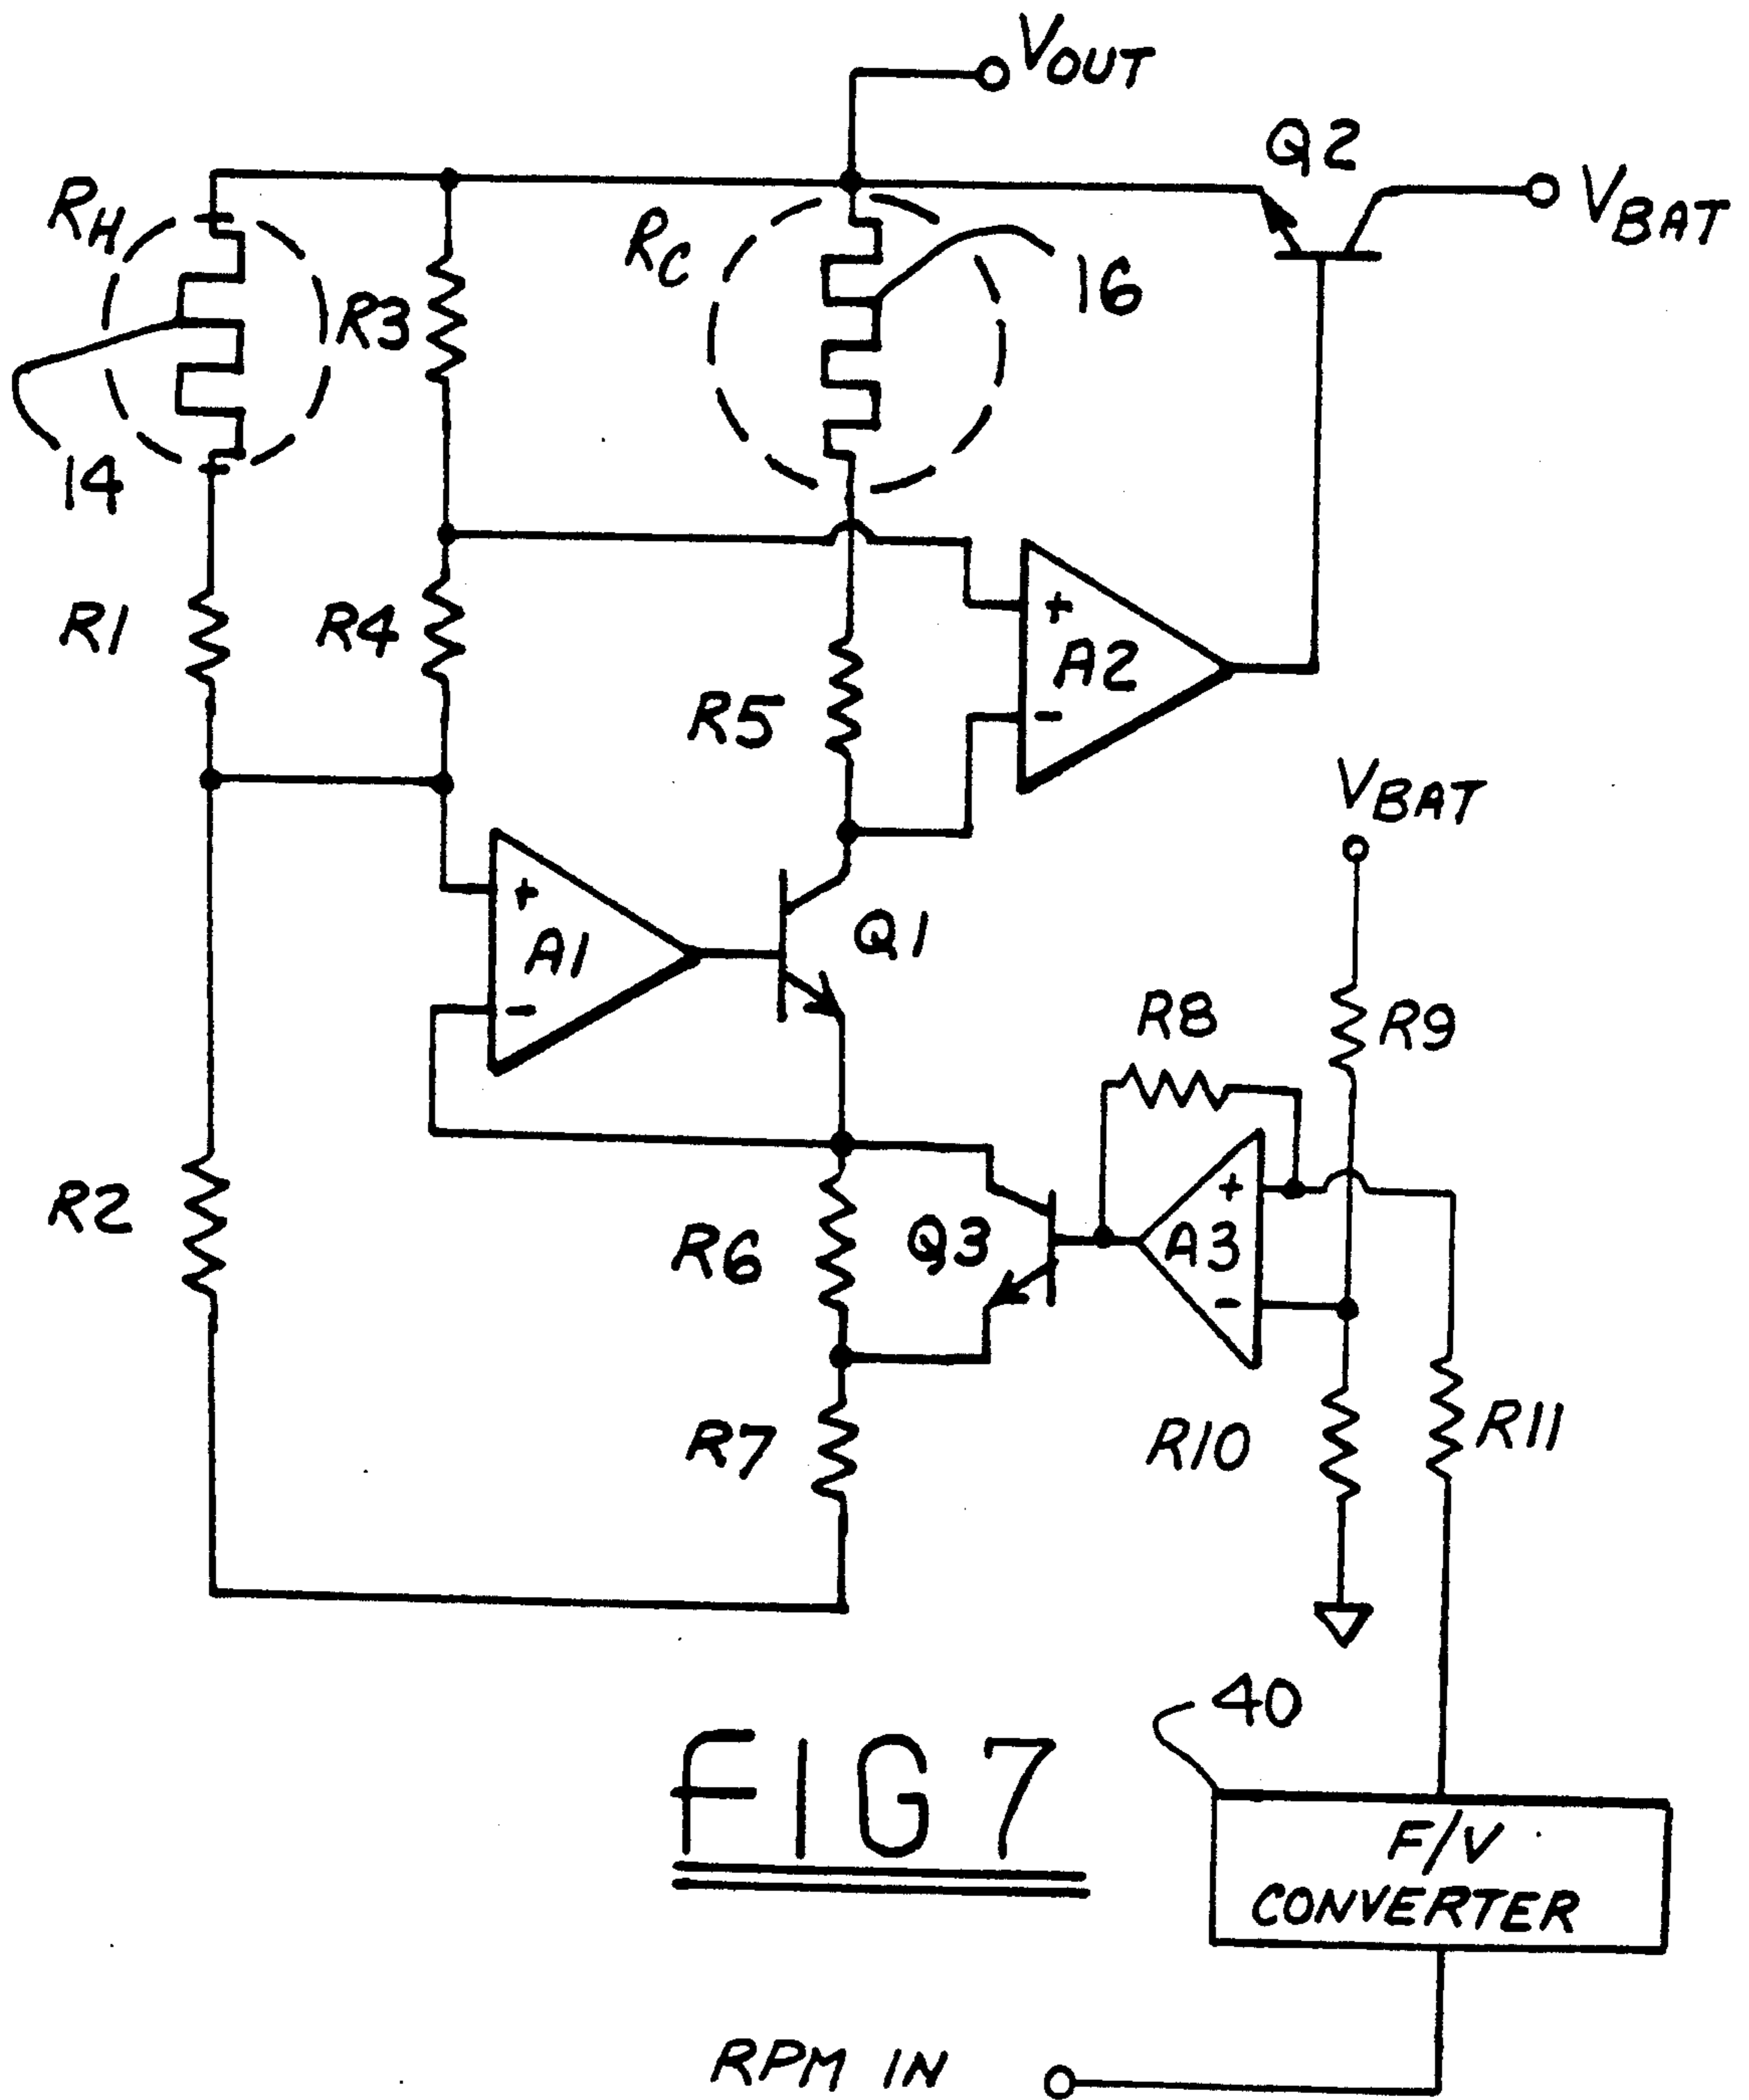 VOUT
Q2
VBAT
RH
RC
16
R3
14
R1
R4
+
A2
-
R5
VBAT
+
A1
-
Q1
R8
R9
R2
R6
Q3
+
A3
-
R7
R10
R11
40
FIG 7
F/V
CONVERTER
RPM IN